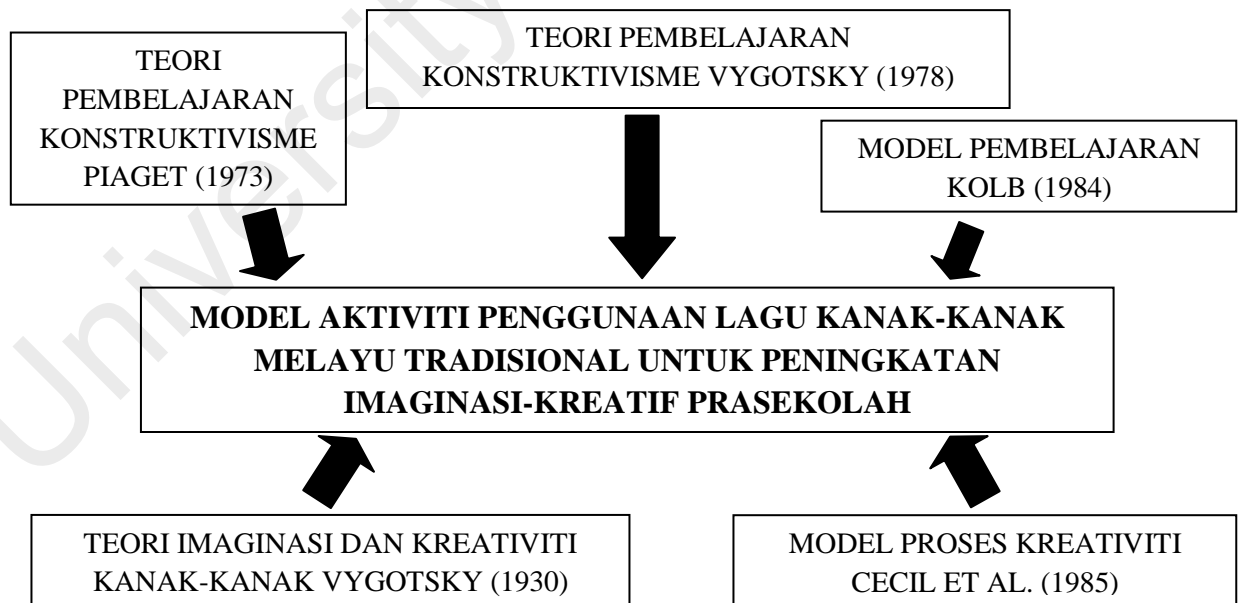 TEORI
PEMBELAJARAN
KONSTRUKTIVISME
PIAGET (1973)
TEORI PEMBELAJARAN
KONSTRUKTIVISME VYGOTSKY (1978)
MODEL PEMBELAJARAN
KOLB (1984)
MODEL AKTIVITI PENGGUNAAN LAGU KANAK-KANAK
MELAYU TRADISIONAL UNTUK PENINGKATAN
IMAGINASI-KREATIF PRASEKOLAH
TEORI IMAGINASI DAN KREATIVITI
KANAK-KANAK VYGOTSKY (1930)
MODEL PROSES KREATIVITI
CECIL ET AL. (1985)
University